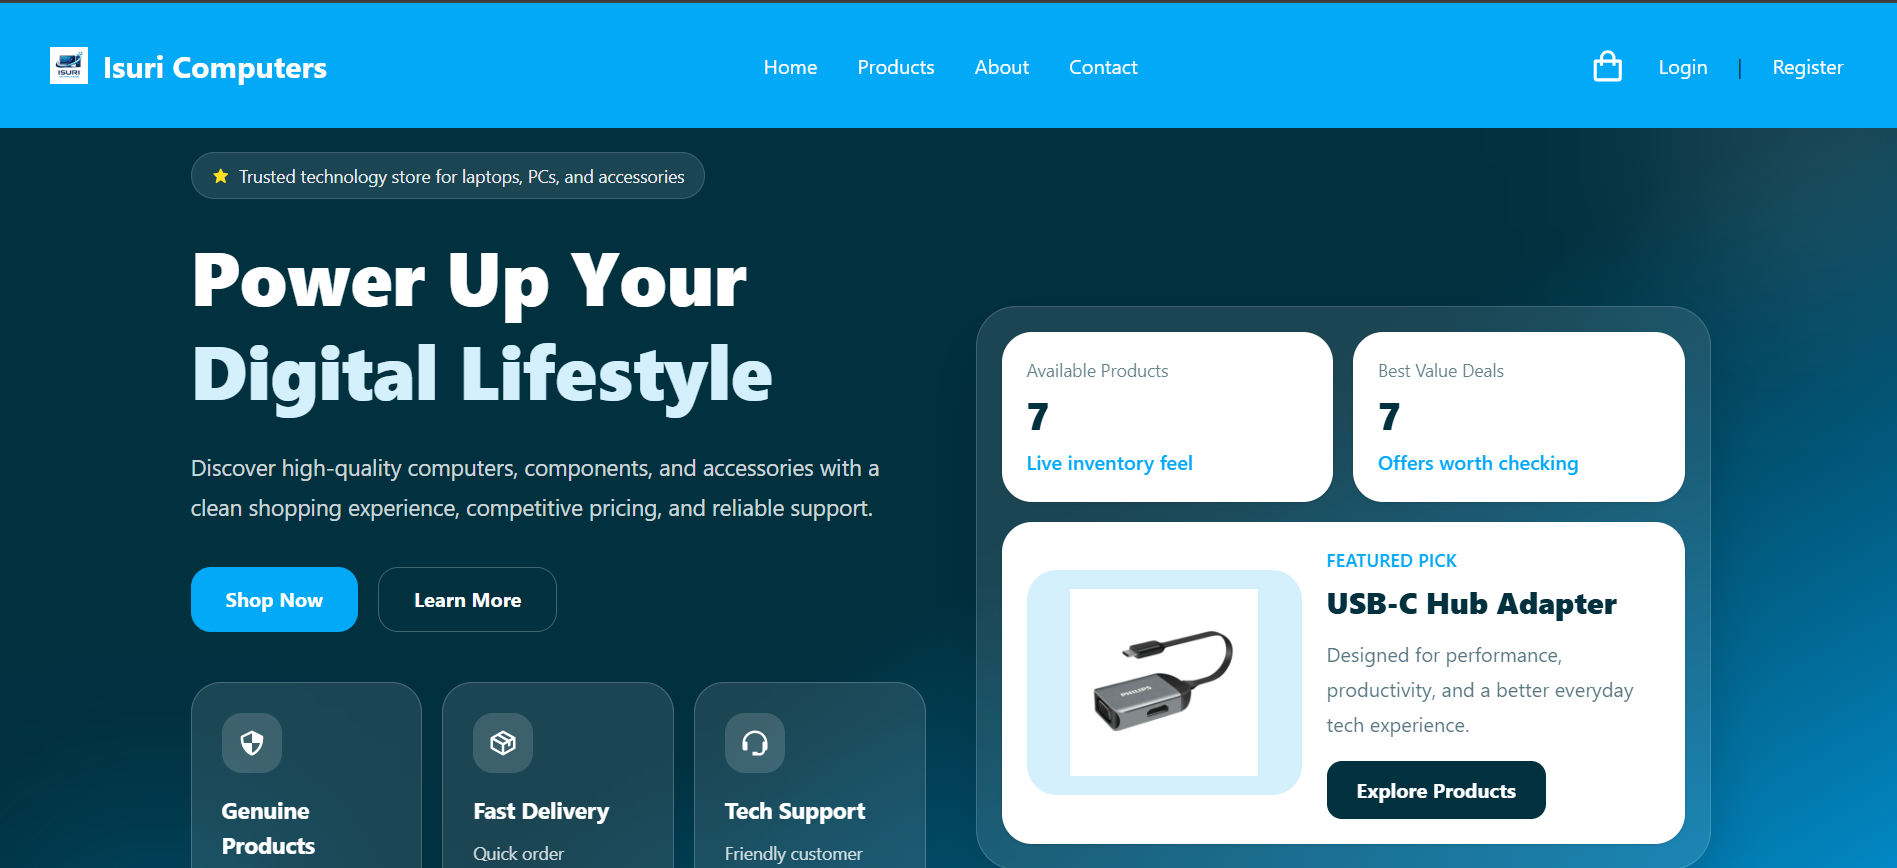 ISURI
Isuri Computers
Home
Products
About
Contact
Login
|
Register
Trusted technology store for laptops, PCs, and accessories
Power Up Your
Digital Lifestyle
Discover high-quality computers, components, and accessories with a
clean shopping experience, competitive pricing, and reliable support.
Shop Now
Learn More
Genuine
Products
Fast Delivery
Quick order
Tech Support
Friendly customer
Available Products
7
Live inventory feel
Best Value Deals
7
Offers worth checking
PHILIPS
FEATURED PICK
USB-C Hub Adapter
Designed for performance,
productivity, and a better everyday
tech experience.
Explore Products